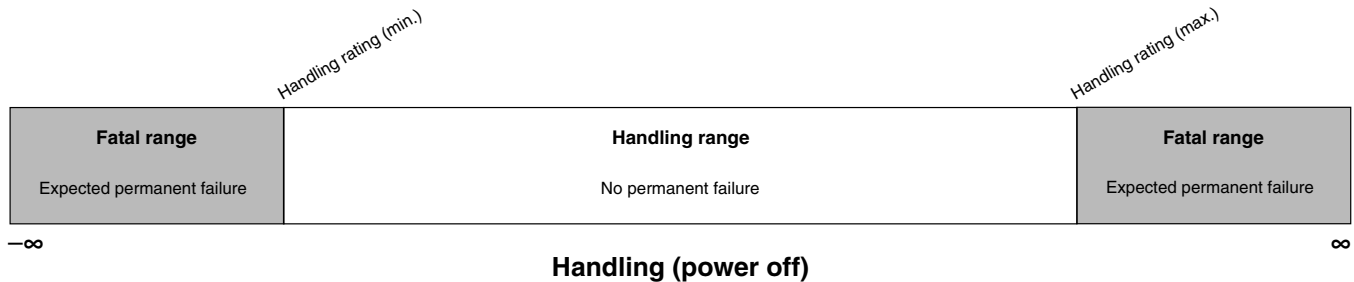 Handling rating (min.)
Handling rating (max.)
Fatal range
Handling range
Fatal range
Expected permanent failure
No permanent failure
Expected permanent failure
–∞
∞
Handling (power off)